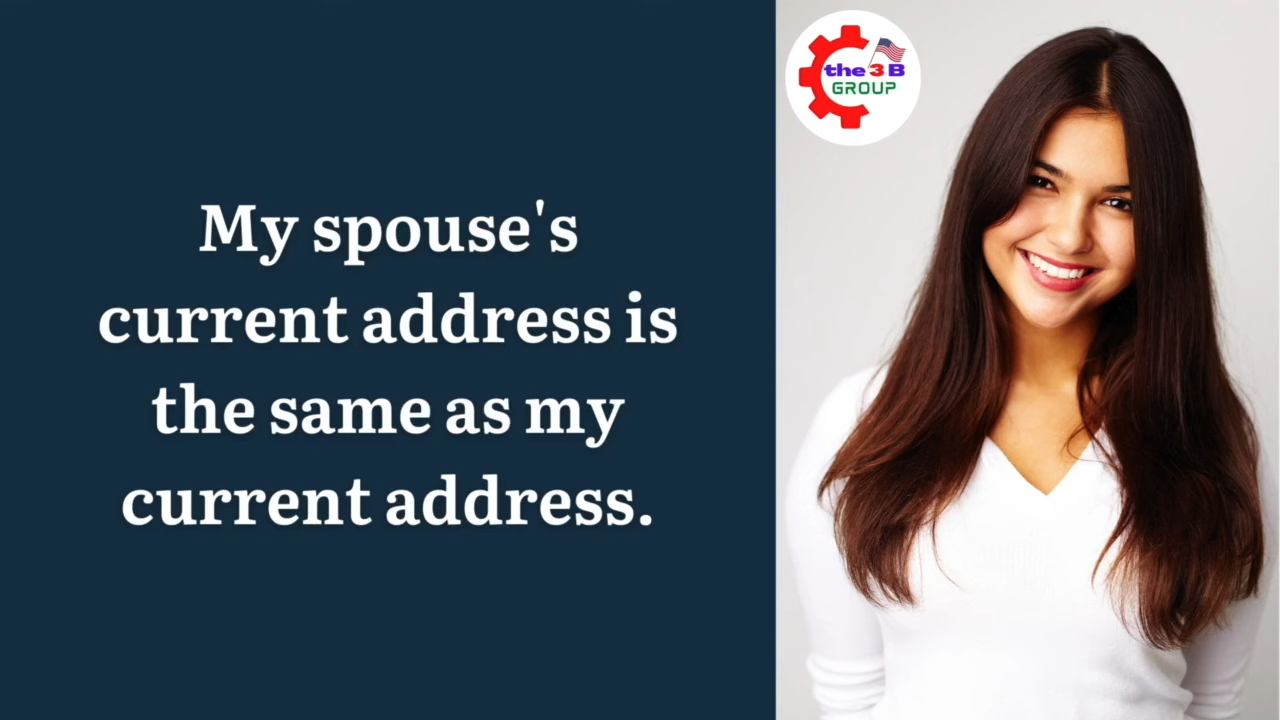 My spouse's
current address is
the same as my
current address.
the 3 B
GROUP